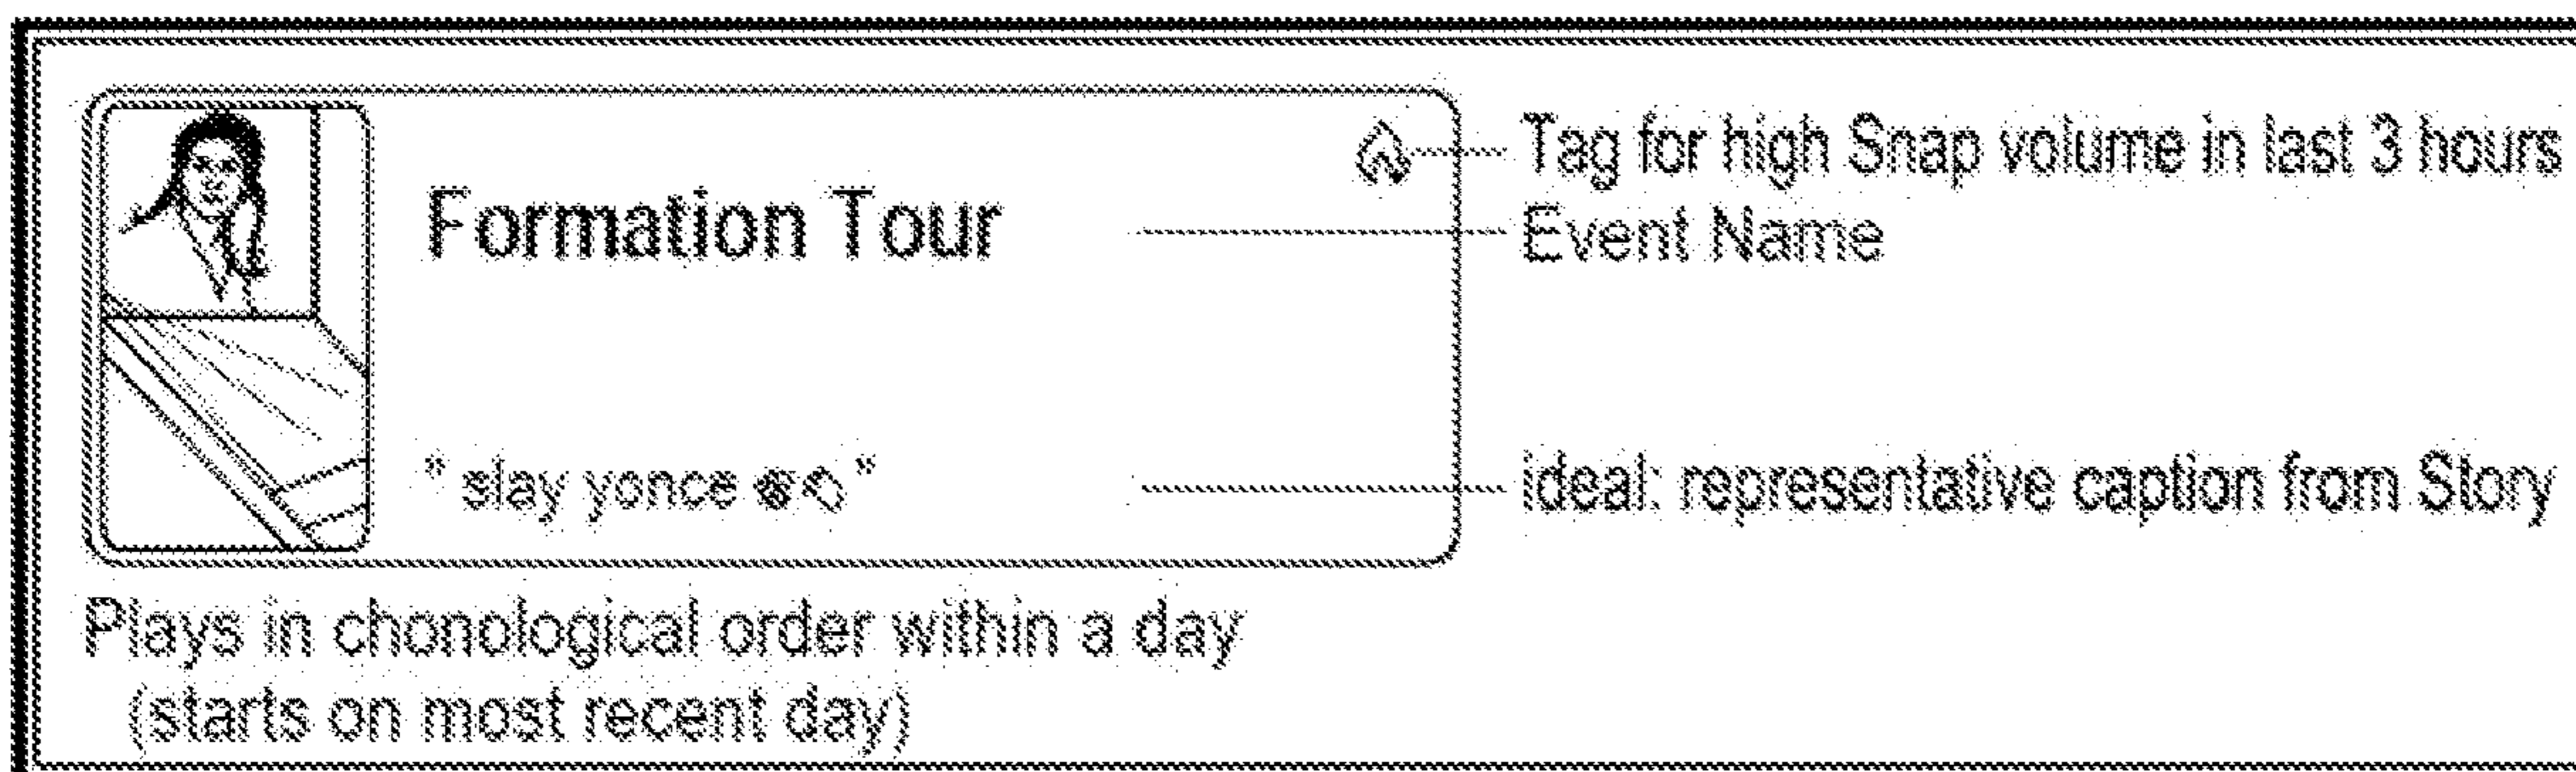 Tag for high Snap volume in last 3 hours
Formation Tour
Event Name
" slay yonce "
ideal: representative caption from Story
Plays in chonological order within a day
(starts on most recent day)